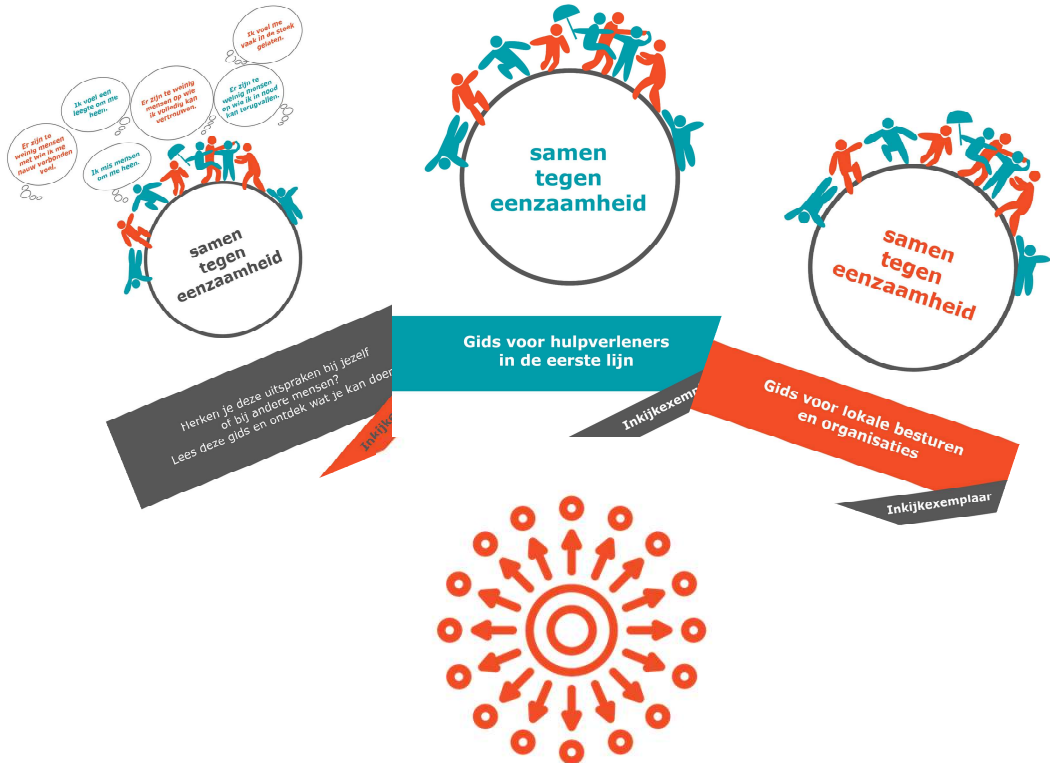 Ik voel me
vaak in de steek
gelaten.
Ik voel een
leegte om me
heen.
Er zijn te weinig
mensen op wie
ik volledig kan
vertrouwen.
Er zijn te
weinig mensen
op wie ik in nood
kan terugvallen.
Er zijn te
weinig mensen
met wie ik me
nauw verbonden
voel.
Ik mis mensen
om me heen.
samen
tegen
eenzaamheid
Herken je deze uitspraken bij jezelf
of bij andere mensen?
Lees deze gids en ontdek wat je kan doen
samen
tegen
eenzaamheid
Gids voor hulpverleners
in de eerste lijn
samen
tegen
eenzaamheid
Gids voor lokale besturen
en organisaties
Inkijkexemplaar